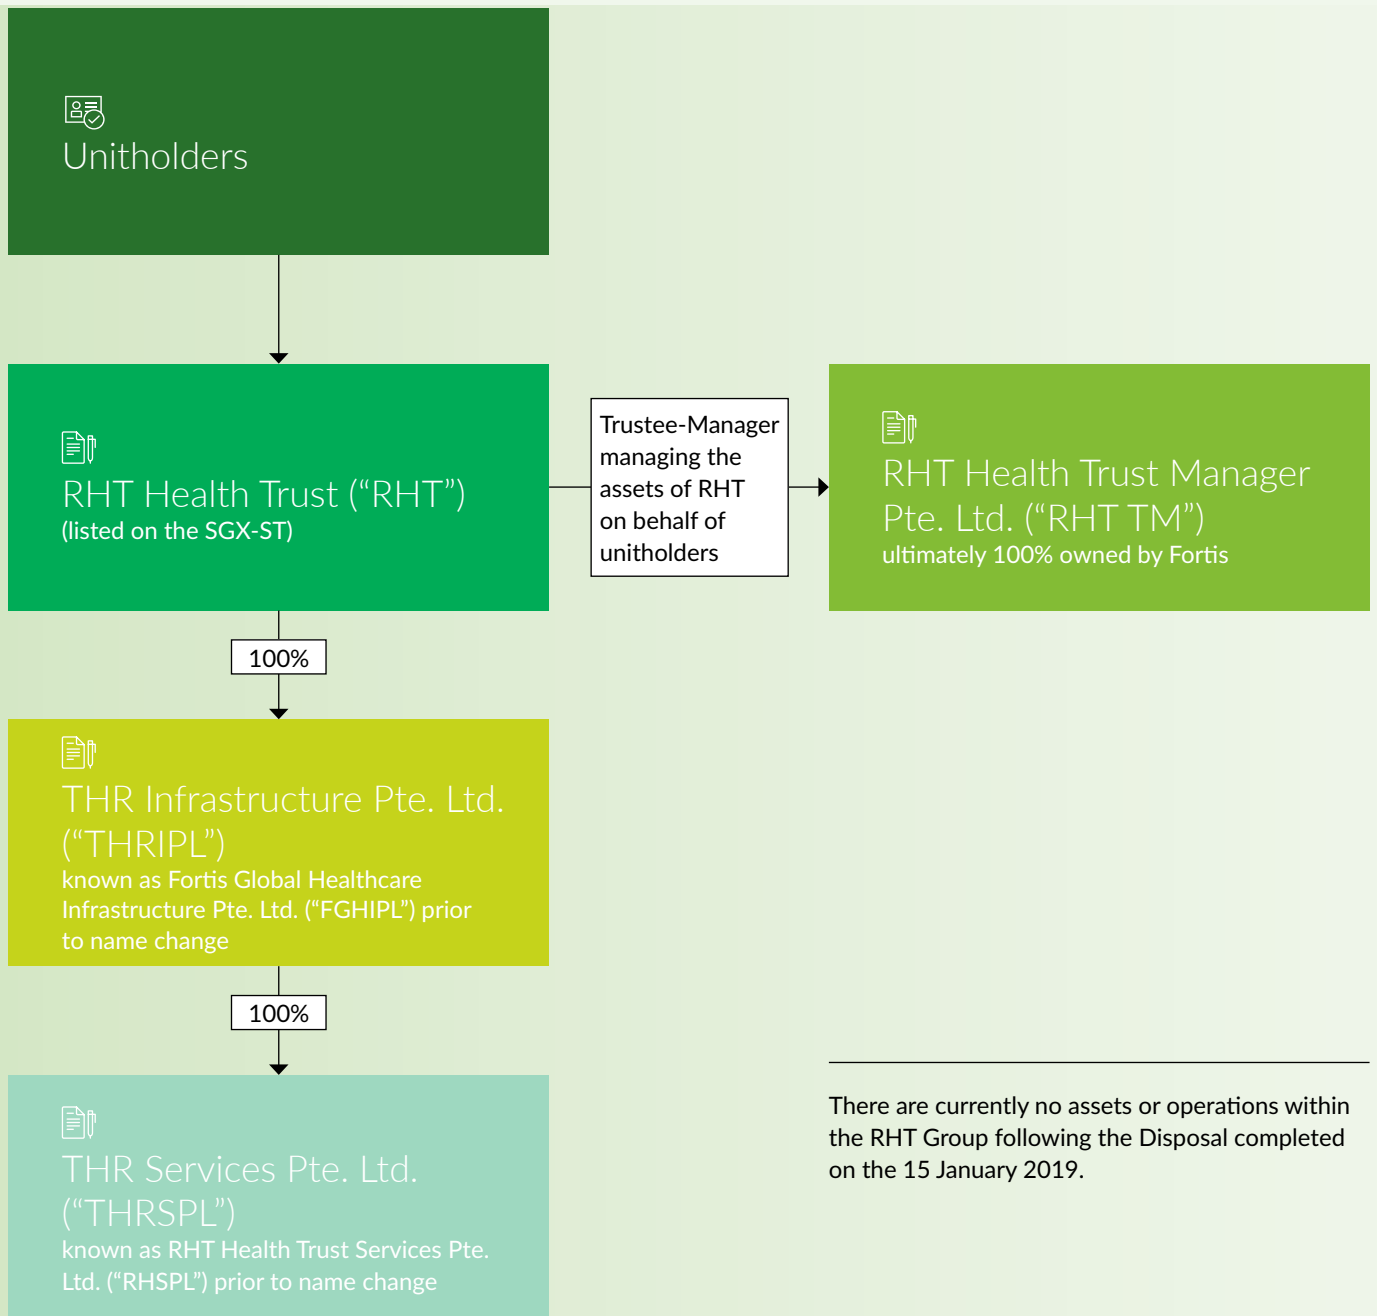 Unitholders
RHT Health Trust (“RHT”)
(listed on the SGX-ST)
Trustee-Manager
managing the
assets of RHT
on behalf of
unitholders
RHT Health Trust Manager
Pte. Ltd. (“RHT TM”)
ultimately 100% owned by Fortis
100%
THR Infrastructure Pte. Ltd.
(“THRIPL”)
known as Fortis Global Healthcare
Infrastructure Pte. Ltd. (“FGHIPL”) prior
to name change
100%
THR Services Pte. Ltd.
(“THRSPL”)
known as RHT Health Trust Services Pte.
Ltd. (“RHSPL”) prior to name change
There are currently no assets or operations within
the RHT Group following the Disposal completed
on the 15 January 2019.